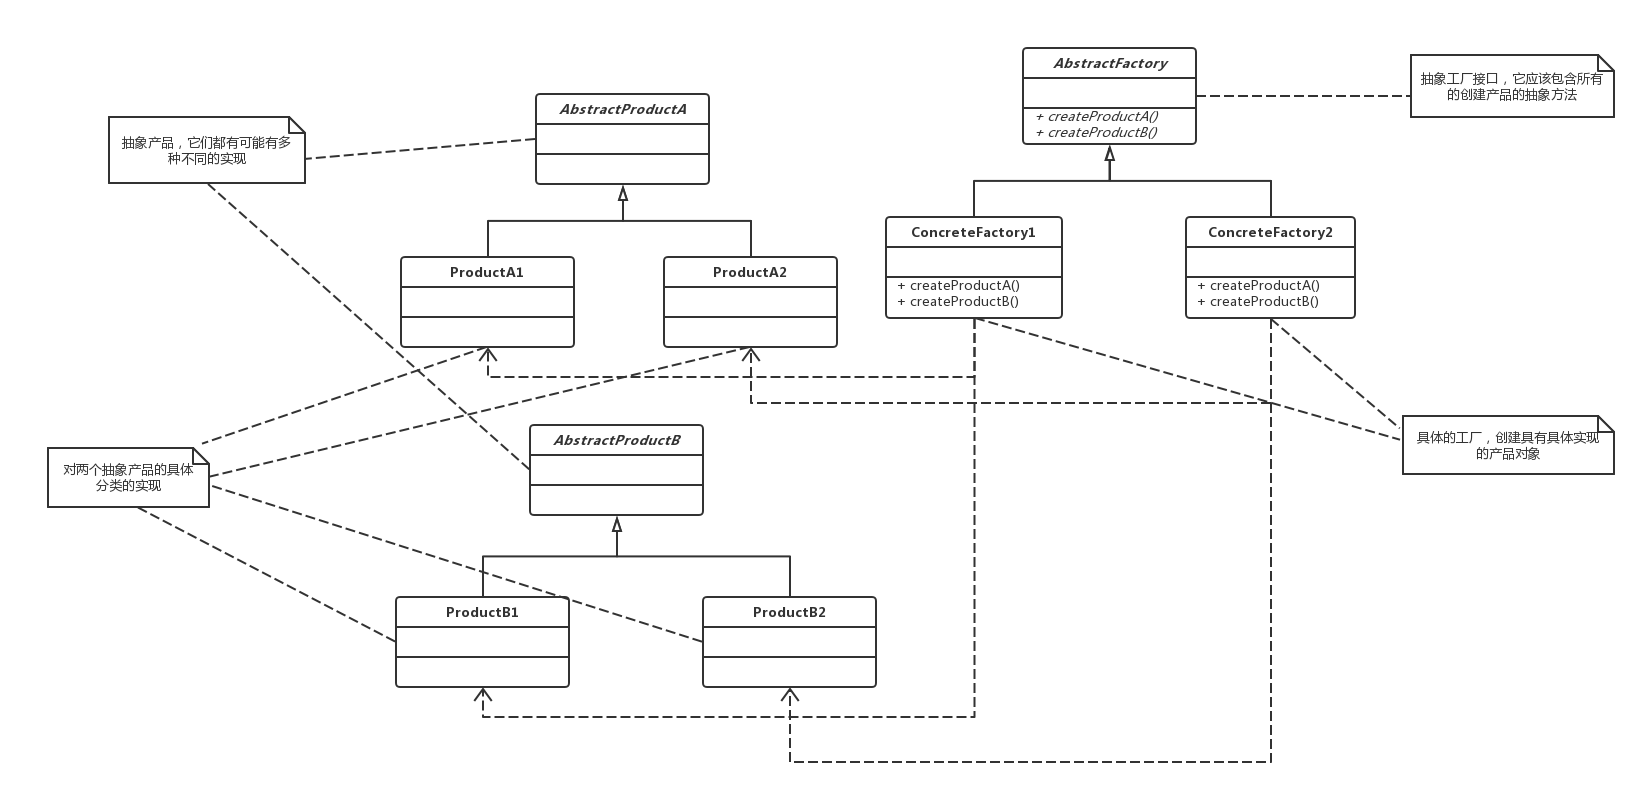 AbstractFactory
+ createProductA()
+ createProductB()
抽象工厂接口，它应该包含所有
的创建产品的抽象方法
AbstractProductA
抽象产品，它们都有可能有多
种不同的实现
ConcreteFactory1
+ createProductA()
+ createProductB()
ConcreteFactory2
+ createProductA()
+ createProductB()
ProductA1
ProductA2
AbstractProductB
具体的工厂，创建具有具体实现
的产品对象
对两个抽象产品的具体
分类的实现
ProductB1
ProductB2